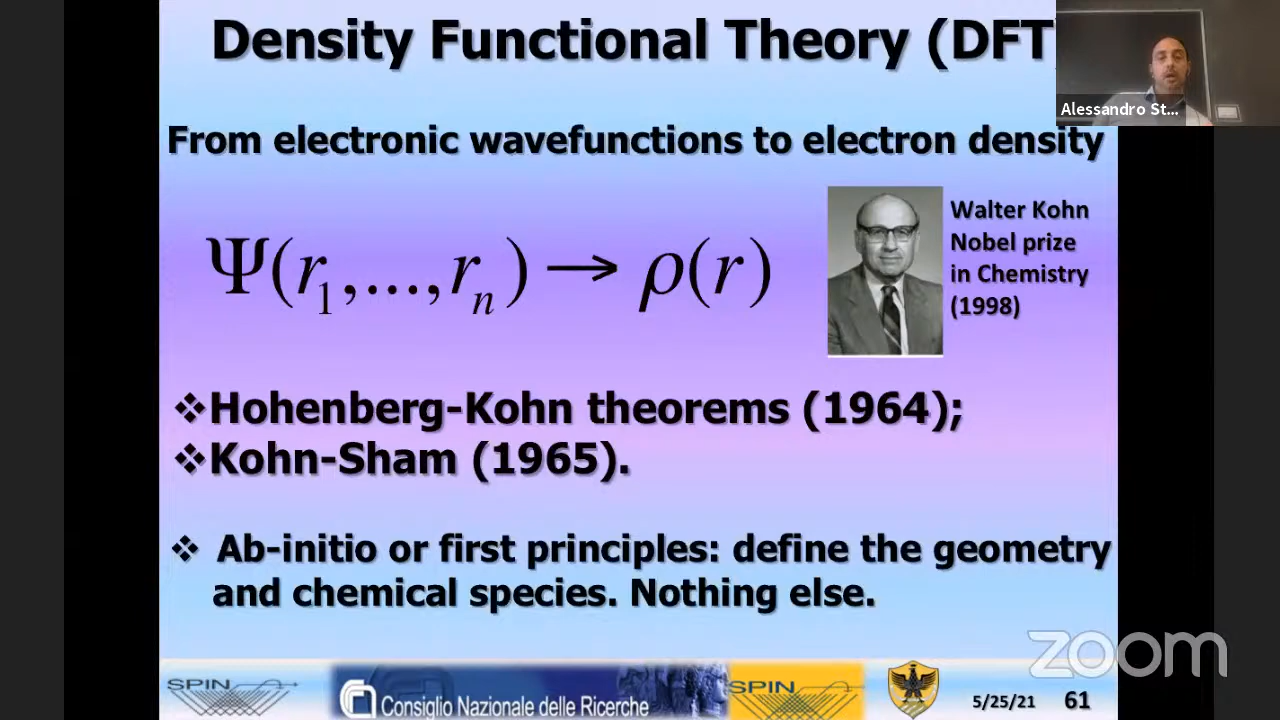 Density Functional Theory (DFT
Alessandro St...
From electronic wavefunctions to electron density
Ψ(r₁,...,rₙ) → ρ(r)
Walter Kohn
Nobel prize
in Chemistry
(1998)
❖Hohenberg-Kohn theorems (1964);
❖Kohn-Sham (1965).
❖ Ab-initio or first principles: define the geometry
and chemical species. Nothing else.
zoom
SPIN
Consiglio Nazionale delle Ricerche
SPIN
5/25/21 61